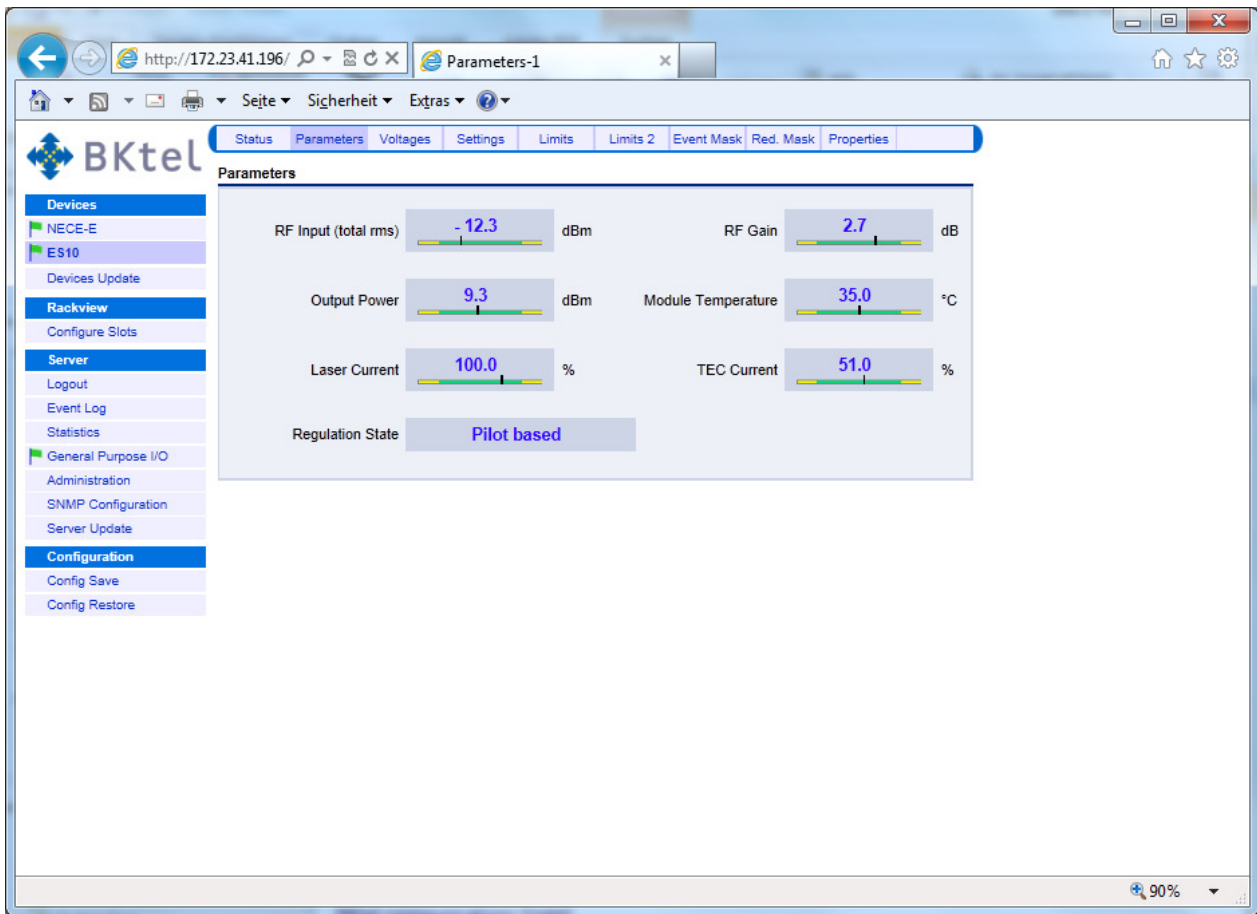 http://172.23.41.196/
Parameters-1
Seite Sicherheit Extras
BKtel
Status Parameters Voltages Settings Limits Limits 2 Event Mask Red. Mask Properties
Parameters
Devices
NECE-E
ES10
Devices Update
Rackview
Configure Slots
Server
Logout
Event Log
Statistics
General Purpose I/O
Administration
SNMP Configuration
Server Update
Configuration
Config Save
Config Restore
RF Input (total rms) - 12.3 dBm
RF Gain 2.7 dB
Output Power 9.3 dBm
Module Temperature 35.0 °C
Laser Current 100.0 %
TEC Current 51.0 %
Regulation State Pilot based
90%